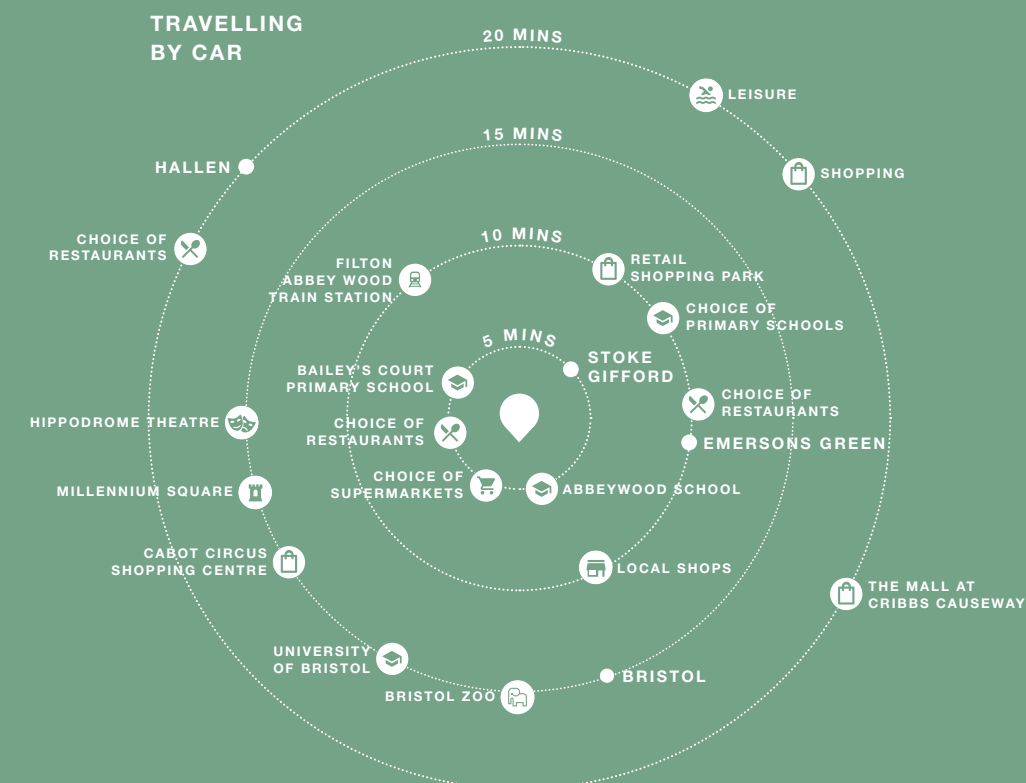 TRAVELLING
BY CAR
20 MINS
LEISURE
15 MINS
HALLEN
SHOPPING
CHOICE OF
RESTAURANTS
10 MINS
FILTON
ABBEY WOOD
TRAIN STATION
RETAIL
SHOPPING PARK
CHOICE OF
PRIMARY SCHOOLS
5 MINS
STOKE
GIFFORD
BAILEY'S COURT
PRIMARY SCHOOL
CHOICE OF
RESTAURANTS
HIPPODROME THEATRE
CHOICE OF
RESTAURANTS
EMERSONS GREEN
CHOICE OF
SUPERMARKETS
ABBEYWOOD SCHOOL
MILLENNIUM SQUARE
CABOT CIRCUS
SHOPPING CENTRE
LOCAL SHOPS
THE MALL AT
CRIBBS CAUSEWAY
UNIVERSITY
OF BRISTOL
BRISTOL
BRISTOL ZOO